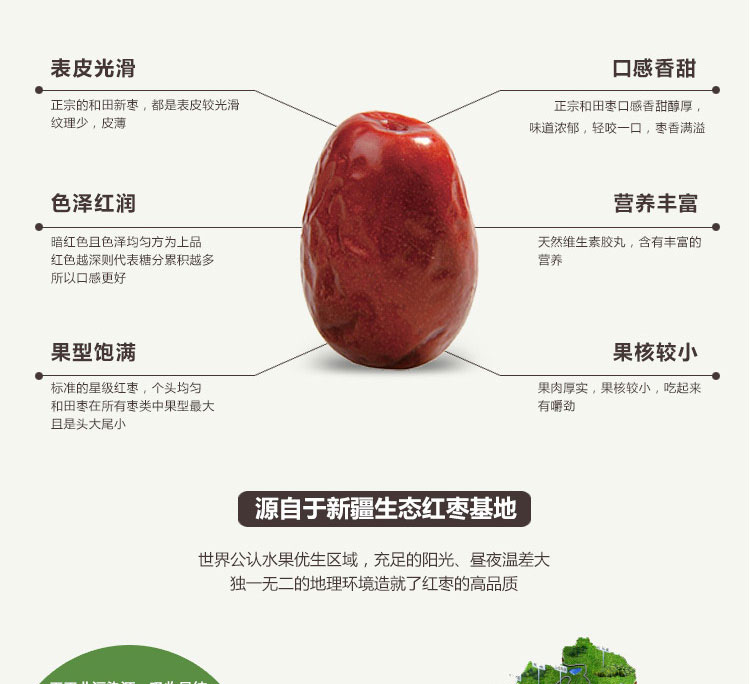 表皮光滑
正宗的和田新枣，都是表皮较光滑
纹理少，皮薄
口感香甜
正宗和田枣口感香甜醇厚，
味道浓郁，轻咬一口，枣香满溢
色泽红润
暗红色且色泽均匀方为上品
红色越深则代表糖分累积越多
所以口感更好
营养丰富
天然维生素胶丸，含有丰富的
营养
果型饱满
标准的星级红枣，个头均匀
和田枣在所有枣类中果型最大
且是头大尾小
果核较小
果肉厚实，果核较小，吃起来
有嚼劲
源自于新疆生态红枣基地
世界公认水果优生区域，充足的阳光、昼夜温差大
独一无二的地理环境造就了红枣的高品质